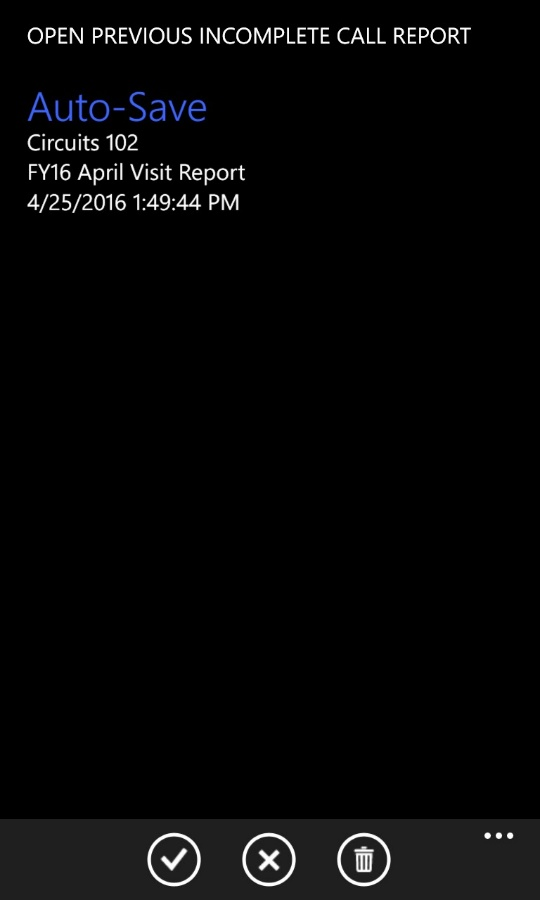 OPEN PREVIOUS INCOMPLETE CALL REPORT
Auto-Save
Circuits 102
FY16 April Visit Report
4/25/2016 1:49:44 PM